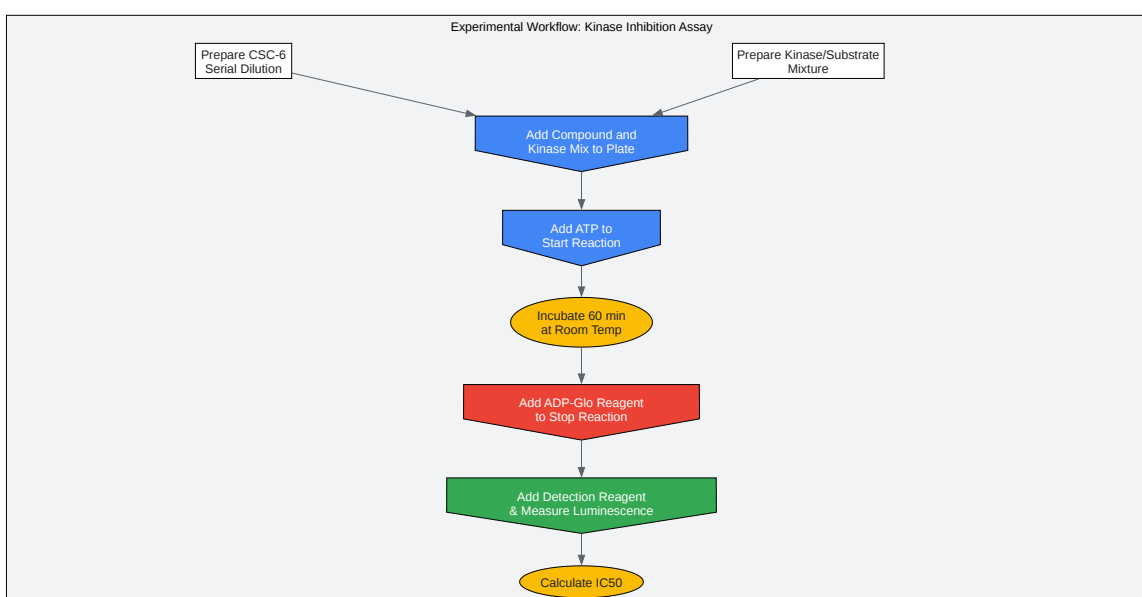 Experimental Workflow: Kinase Inhibition Assay
Prepare CSC-6
Serial Dilution
Prepare Kinase/Substrate
Mixture
Add Compound and
Kinase Mix to Plate
Add ATP to
Start Reaction
Incubate 60 min
at Room Temp
Add ADP-Glo Reagent
to Stop Reaction
Add Detection Reagent
& Measure Luminescence
Calculate IC50